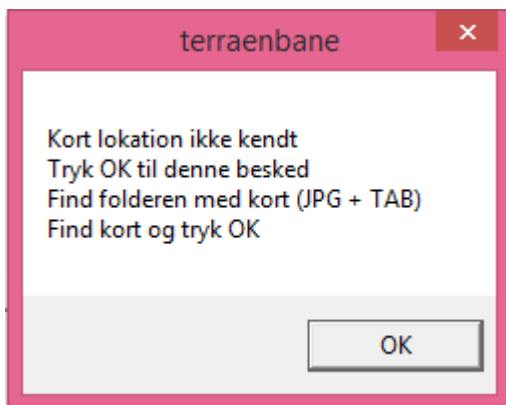 terraenbane
Kort lokation ikke kendt
Tryk OK til denne besked
Find folderen med kort (JPG + TAB)
Find kort og tryk OK
OK